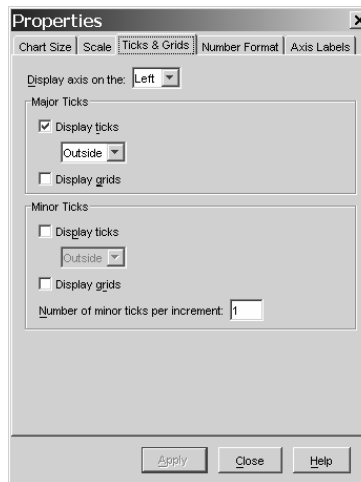 Properties
Chart Size Scale Ticks & Grids Number Format Axis Labels
Display axis on the: Left
Major Ticks
Display ticks
Outside
Display grids
Minor Ticks
Display ticks
Outside
Display grids
Number of minor ticks per increment: 1
Apply Close Help